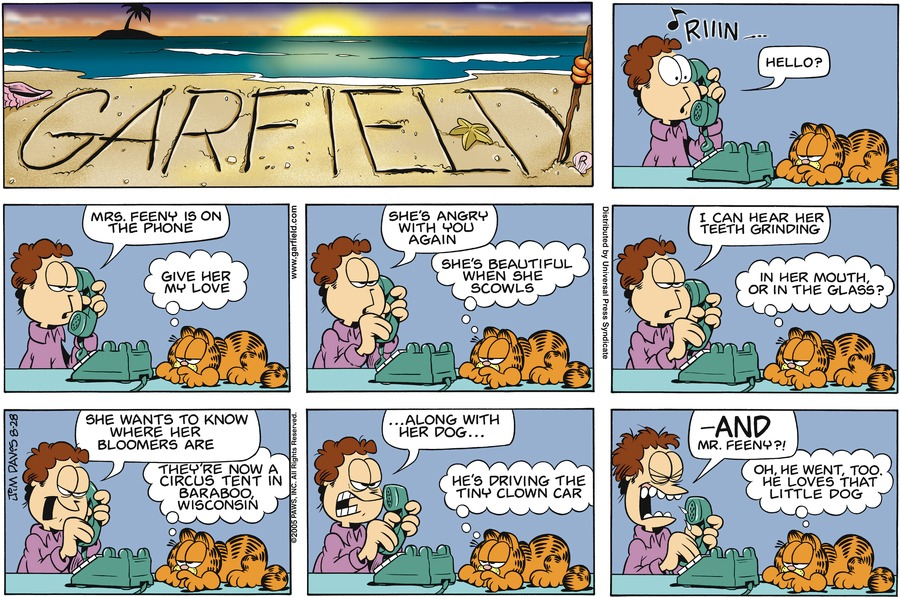 GARFIELD
R
RIIIN
HELLO?
MRS. FEENY IS ON
THE PHONE
GIVE HER
MY LOVE
www.garfield.com
SHE'S ANGRY
WITH YOU
AGAIN
SHE'S BEAUTIFUL
WHEN SHE
SCOWLS
Distributed by Universal Press Syndicate
I CAN HEAR HER
TEETH GRINDING
IN HER MOUTH,
OR IN THE GLASS?
JIM DAVIS 8-28
SHE WANTS TO KNOW
WHERE HER
BLOOMERS ARE
THEY'RE NOW A
CIRCUS TENT IN
BARABOO,
WISCONSIN
©2005 PAWS, INC. All Rights Reserved.
...ALONG WITH
HER DOG...
HE'S DRIVING THE
TINY CLOWN CAR
–AND
MR. FEENY?!
OH, HE WENT, TOO.
HE LOVES THAT
LITTLE DOG